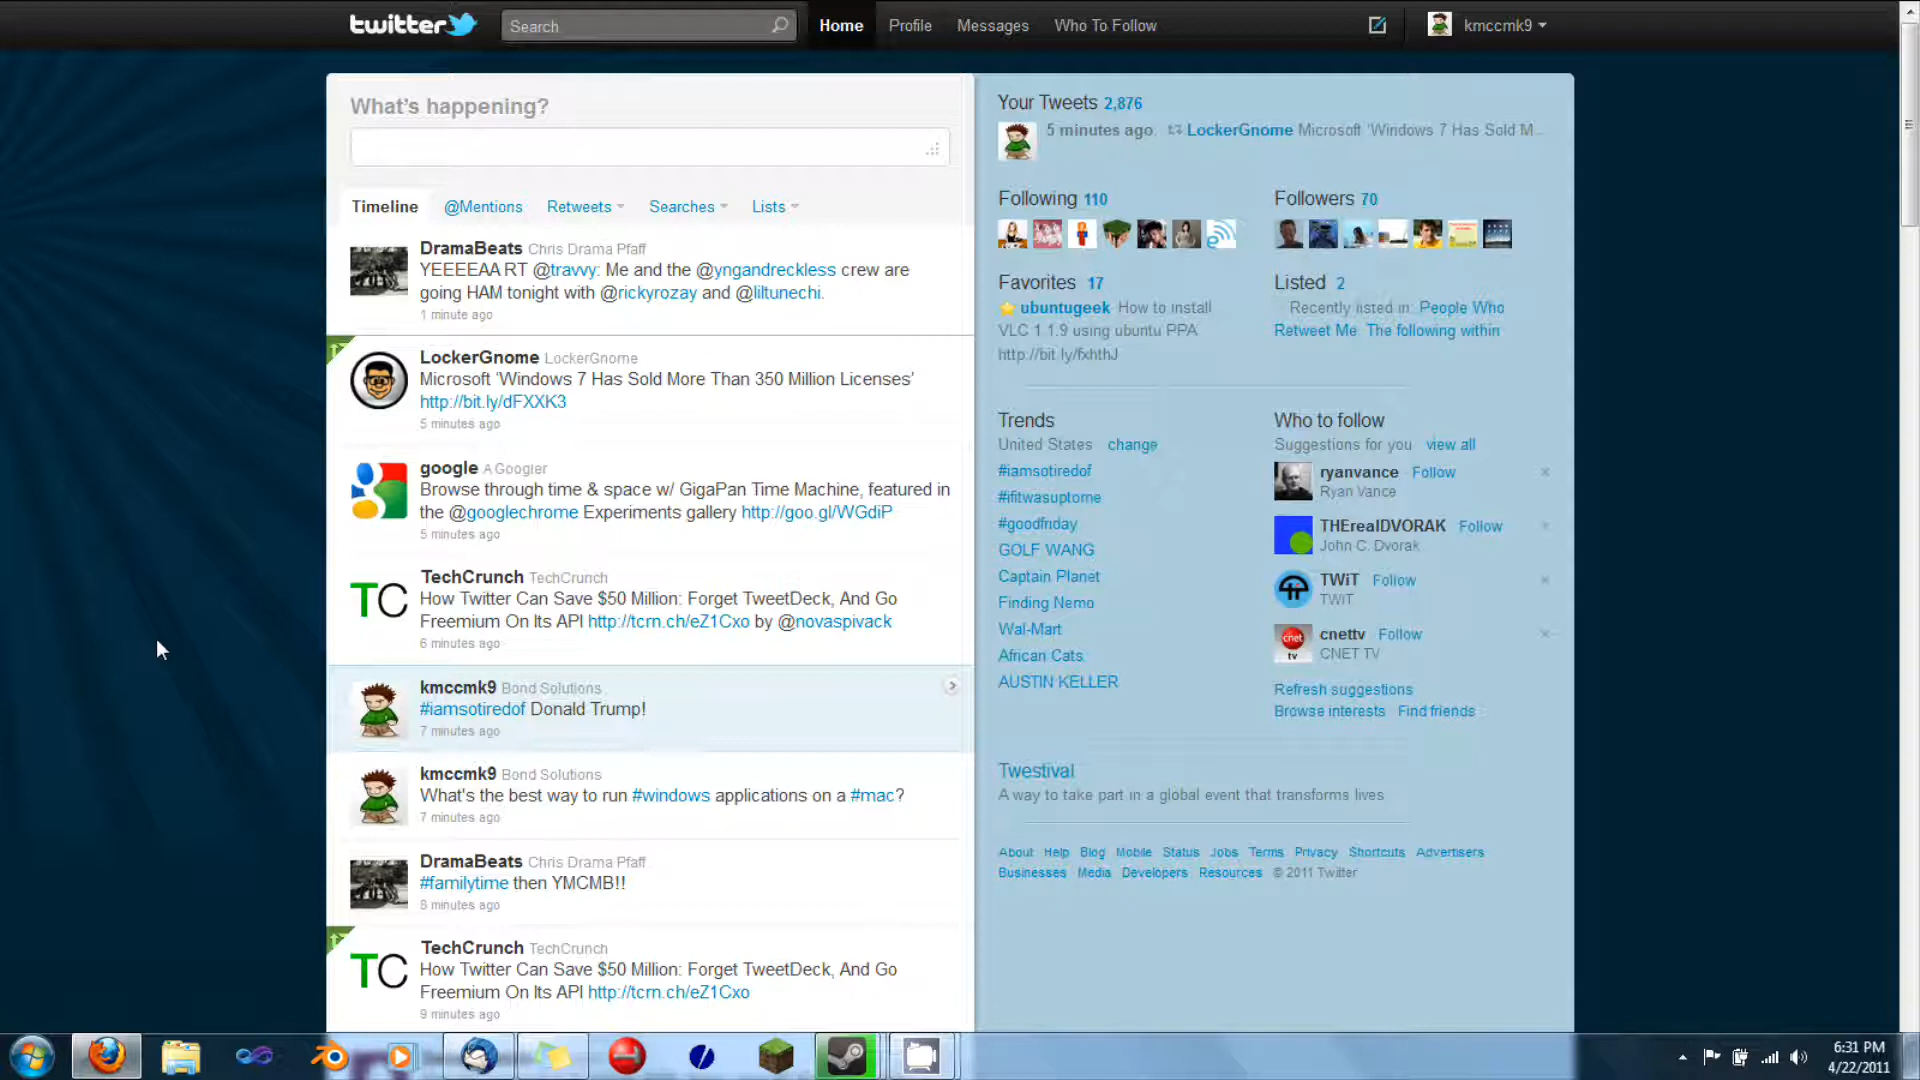 twitter
Search
Home Profile Messages Who To Follow
kmccmk9
What's happening?
Timeline @Mentions Retweets Searches Lists
DramaBeats Chris Drama Pfaff
YEEEEAA RT @travvy: Me and the @yngandreckless crew are
going HAM tonight with @rickyrozay and @liltunechi.
1 minute ago
LockerGnome LockerGnome
Microsoft 'Windows 7 Has Sold More Than 350 Million Licenses'
http://bit.ly/dFXXK3
5 minutes ago
google A Googler
Browse through time & space w/ GigaPan Time Machine, featured in
the @googlechrome Experiments gallery http://goo.gl/WGdiP
5 minutes ago
TC
TechCrunch TechCrunch
How Twitter Can Save $50 Million: Forget TweetDeck, And Go
Freemium On Its API http://tcrn.ch/eZ1Cxo by @novaspivack
6 minutes ago
kmccmk9 Bond Solutions
#iamsotiredof Donald Trump!
7 minutes ago
kmccmk9 Bond Solutions
What's the best way to run #windows applications on a #mac?
7 minutes ago
DramaBeats Chris Drama Pfaff
#familytime then YMCMB!!
8 minutes ago
TC
TechCrunch TechCrunch
How Twitter Can Save $50 Million: Forget TweetDeck, And Go
Freemium On Its API http://tcrn.ch/eZ1Cxo
9 minutes ago
Your Tweets 2,876
5 minutes ago. LockerGnome Microsoft 'Windows 7 Has Sold M...
Following 110
Followers 70
Favorites 17
ubuntugeek How to install
VLC 1.1.9 using ubuntu PPA
http://bit.ly/fxhthJ
Listed 2
Recently listed in: People Who
Retweet Me The following within
Trends
United States change
#iamsotiredof
#ifitwasuptome
#goodfriday
GOLF WANG
Captain Planet
Finding Nemo
Wal-Mart
African Cats
AUSTIN KELLER
Who to follow
Suggestions for you view all
ryanvance Follow
Ryan Vance
THErealDVORAK Follow
John C. Dvorak
TWiT Follow
TWiT
cnet
tv
cnettv Follow
CNET TV
Refresh suggestions
Browse interests Find friends
Twestival
A way to take part in a global event that transforms lives
About Help Blog Mobile Status Jobs Terms Privacy Shortcuts Advertisers
Businesses Media Developers Resources © 2011 Twitter
6:31 PM
4/22/2011